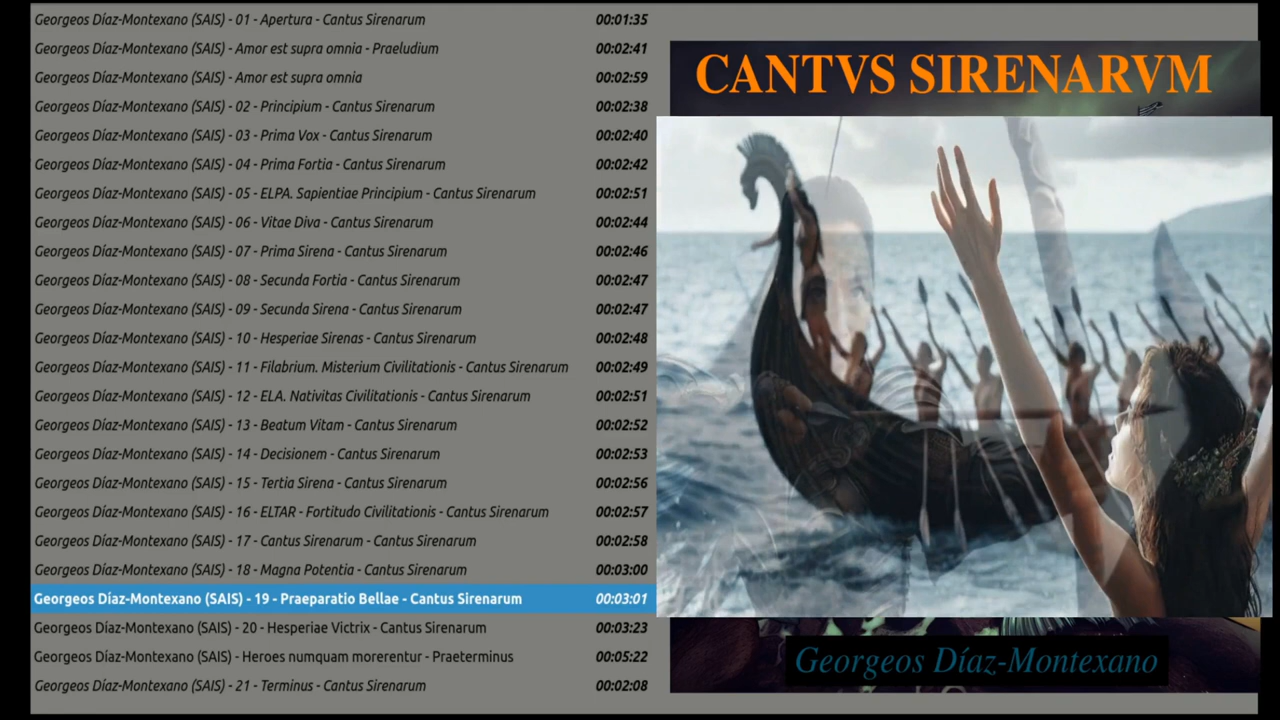 Georgeos Díaz-Montexano (SAIS) - 01 - Apertura - Cantus Sirenarum 00:01:35
Georgeos Díaz-Montexano (SAIS) - Amor est supra omnia - Praeludium 00:02:41
Georgeos Díaz-Montexano (SAIS) - Amor est supra omnia 00:02:59
Georgeos Díaz-Montexano (SAIS) - 02 - Principium - Cantus Sirenarum 00:02:38
Georgeos Díaz-Montexano (SAIS) - 03 - Prima Vox - Cantus Sirenarum 00:02:40
Georgeos Díaz-Montexano (SAIS) - 04 - Prima Fortia - Cantus Sirenarum 00:02:42
Georgeos Díaz-Montexano (SAIS) - 05 - ELPA. Sapientiae Principium - Cantus Sirenarum 00:02:51
Georgeos Díaz-Montexano (SAIS) - 06 - Vitae Diva - Cantus Sirenarum 00:02:44
Georgeos Díaz-Montexano (SAIS) - 07 - Prima Sirena - Cantus Sirenarum 00:02:46
Georgeos Díaz-Montexano (SAIS) - 08 - Secunda Fortia - Cantus Sirenarum 00:02:47
Georgeos Díaz-Montexano (SAIS) - 09 - Secunda Sirena - Cantus Sirenarum 00:02:47
Georgeos Díaz-Montexano (SAIS) - 10 - Hesperiae Sirenas - Cantus Sirenarum 00:02:48
Georgeos Díaz-Montexano (SAIS) - 11 - Filabrium. Misterium Civilitationis - Cantus Sirenarum 00:02:49
Georgeos Díaz-Montexano (SAIS) - 12 - ELA. Nativitas Civilitationis - Cantus Sirenarum 00:02:51
Georgeos Díaz-Montexano (SAIS) - 13 - Beatum Vitam - Cantus Sirenarum 00:02:52
Georgeos Díaz-Montexano (SAIS) - 14 - Decisionem - Cantus Sirenarum 00:02:53
Georgeos Díaz-Montexano (SAIS) - 15 - Tertia Sirena - Cantus Sirenarum 00:02:56
Georgeos Díaz-Montexano (SAIS) - 16 - ELTAR - Fortitudo Civilitationis - Cantus Sirenarum 00:02:57
Georgeos Díaz-Montexano (SAIS) - 17 - Cantus Sirenarum - Cantus Sirenarum 00:02:58
Georgeos Díaz-Montexano (SAIS) - 18 - Magna Potentia - Cantus Sirenarum 00:03:00
Georgeos Díaz-Montexano (SAIS) - 19 - Praeparatio Bellae - Cantus Sirenarum 00:03:01
Georgeos Díaz-Montexano (SAIS) - 20 - Hesperiae Victrix - Cantus Sirenarum 00:03:23
Georgeos Díaz-Montexano (SAIS) - Heroes numquam morerentur - Praeterminus 00:05:22
Georgeos Díaz-Montexano (SAIS) - 21 - Terminus - Cantus Sirenarum 00:02:08
CANTVS SIRENARVM
Georgeos Díaz-Montexano